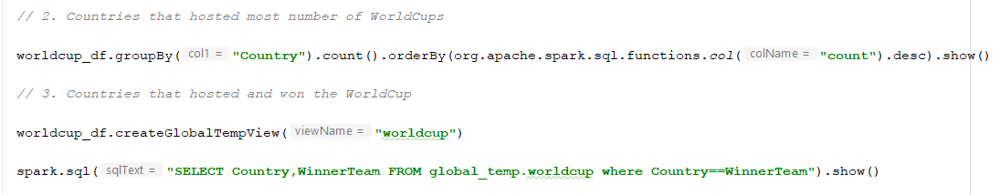 // 2. Countries that hosted most number of WorldCups
worldcup_df.groupBy( col1 = "Country").count().orderBy(org.apache.spark.sql.functions.col( colName = "count").desc).show()
// 3. Countries that hosted and won the WorldCup
worldcup_df.createGlobalTempView( viewName = "worldcup")
spark.sql( sqlText = "SELECT Country,WinnerTeam FROM global_temp.worldcup where Country==WinnerTeam").show()